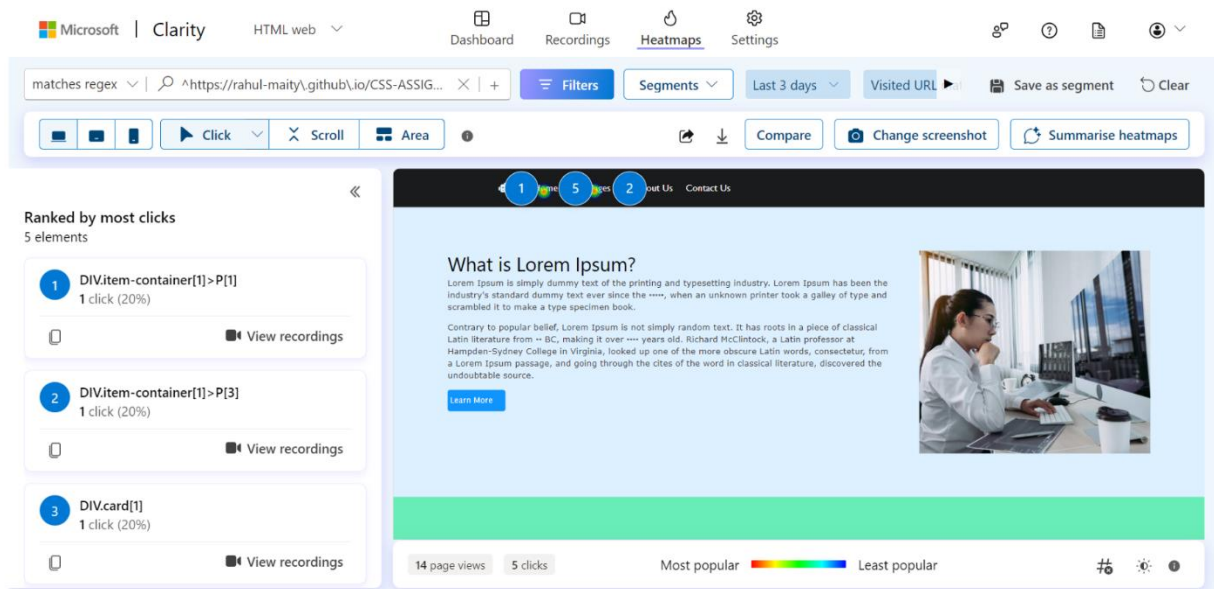 Microsoft | Clarity HTML web Dashboard Recordings Heatmaps Settings
matches regex ^https://rahul-maity\.github\.io/CSS-ASSIG... Filters Segments Last 3 days Visited URL Save as segment Clear
Click Scroll Area Compare Change screenshot Summarise heatmaps
Ranked by most clicks
5 elements
1 DIV.item-container[1]>P[1]
1 click (20%)
View recordings
2 DIV.item-container[1]>P[3]
1 click (20%)
View recordings
3 DIV.card[1]
1 click (20%)
View recordings
1 5 2 Contact Us
What is Lorem Ipsum?
Lorem Ipsum is simply dummy text of the printing and typesetting industry. Lorem Ipsum has been the
industry's standard dummy text ever since the ----, when an unknown printer took a galley of type and
scrambled it to make a type specimen book.
Contrary to popular belief, Lorem Ipsum is not simply random text. It has roots in a piece of classical
Latin literature from -- BC, making it over ---- years old. Richard McClintock, a Latin professor at
Hampden-Sydney College in Virginia, looked up one of the more obscure Latin words, consectetur, from
a Lorem Ipsum passage, and going through the cites of the word in classical literature, discovered the
undoubtable source.
Learn More
14 page views 5 clicks Most popular Least popular